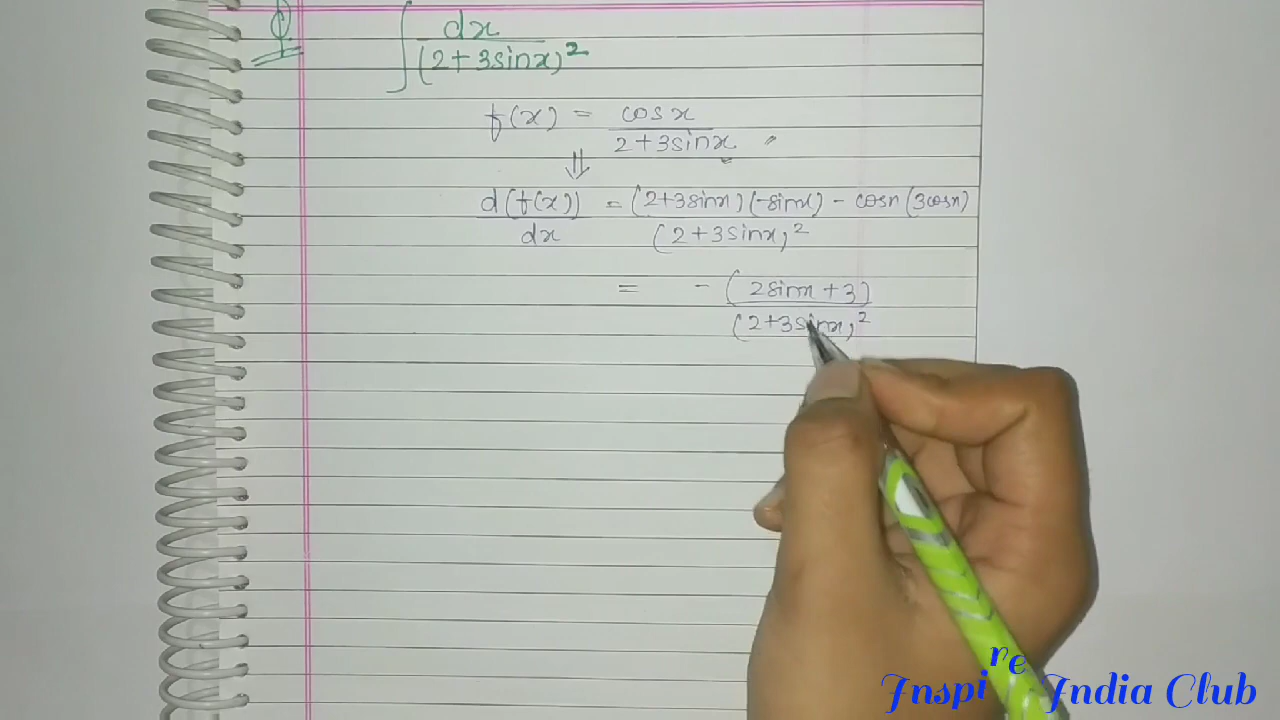 Q ∫ dx / (2+3sinx)²
f(x) = cosx / 2+3sinx
⇓
d(f(x)) / dx = (2+3sinx)(-sinx) - cosx(3cosx) / (2+3sinx)²
= - (2sinx+3) / (2+3sinx)²
Inspire India Club